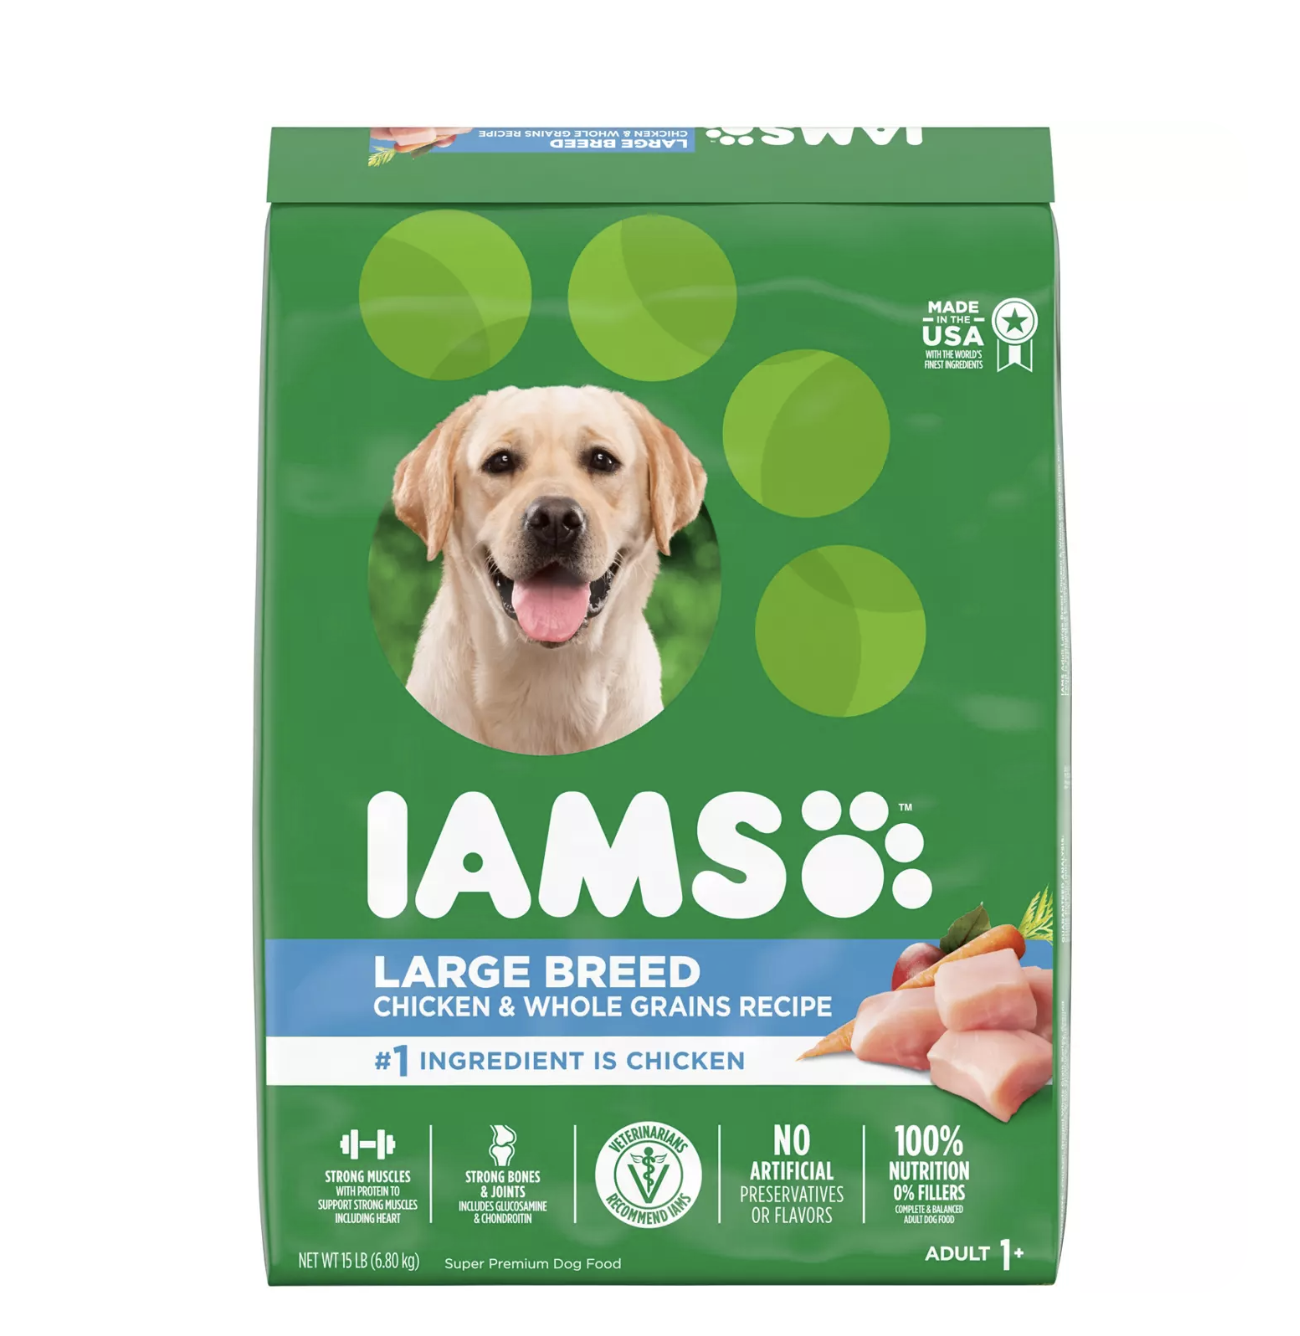 IAMS
LARGE BREED
CHICKEN & WHOLE GRAINS RECIPE
MADE
IN THE
USA
WITH THE WORLD'S
FINEST INGREDIENTS
IAMS™
LARGE BREED
CHICKEN & WHOLE GRAINS RECIPE
#1 INGREDIENT IS CHICKEN
STRONG MUSCLES
WITH PROTEIN TO
SUPPORT STRONG MUSCLES
INCLUDING HEART
STRONG BONES
& JOINTS
INCLUDES GLUCOSAMINE
& CHONDROITIN
VETERINARIANS
RECOMMEND IAMS
NO
ARTIFICIAL
PRESERVATIVES
OR FLAVORS
100%
NUTRITION
0% FILLERS
COMPLETE & BALANCED
ADULT DOG FOOD
NET WT 15 LB (6.80 kg)
Super Premium Dog Food
ADULT 1+